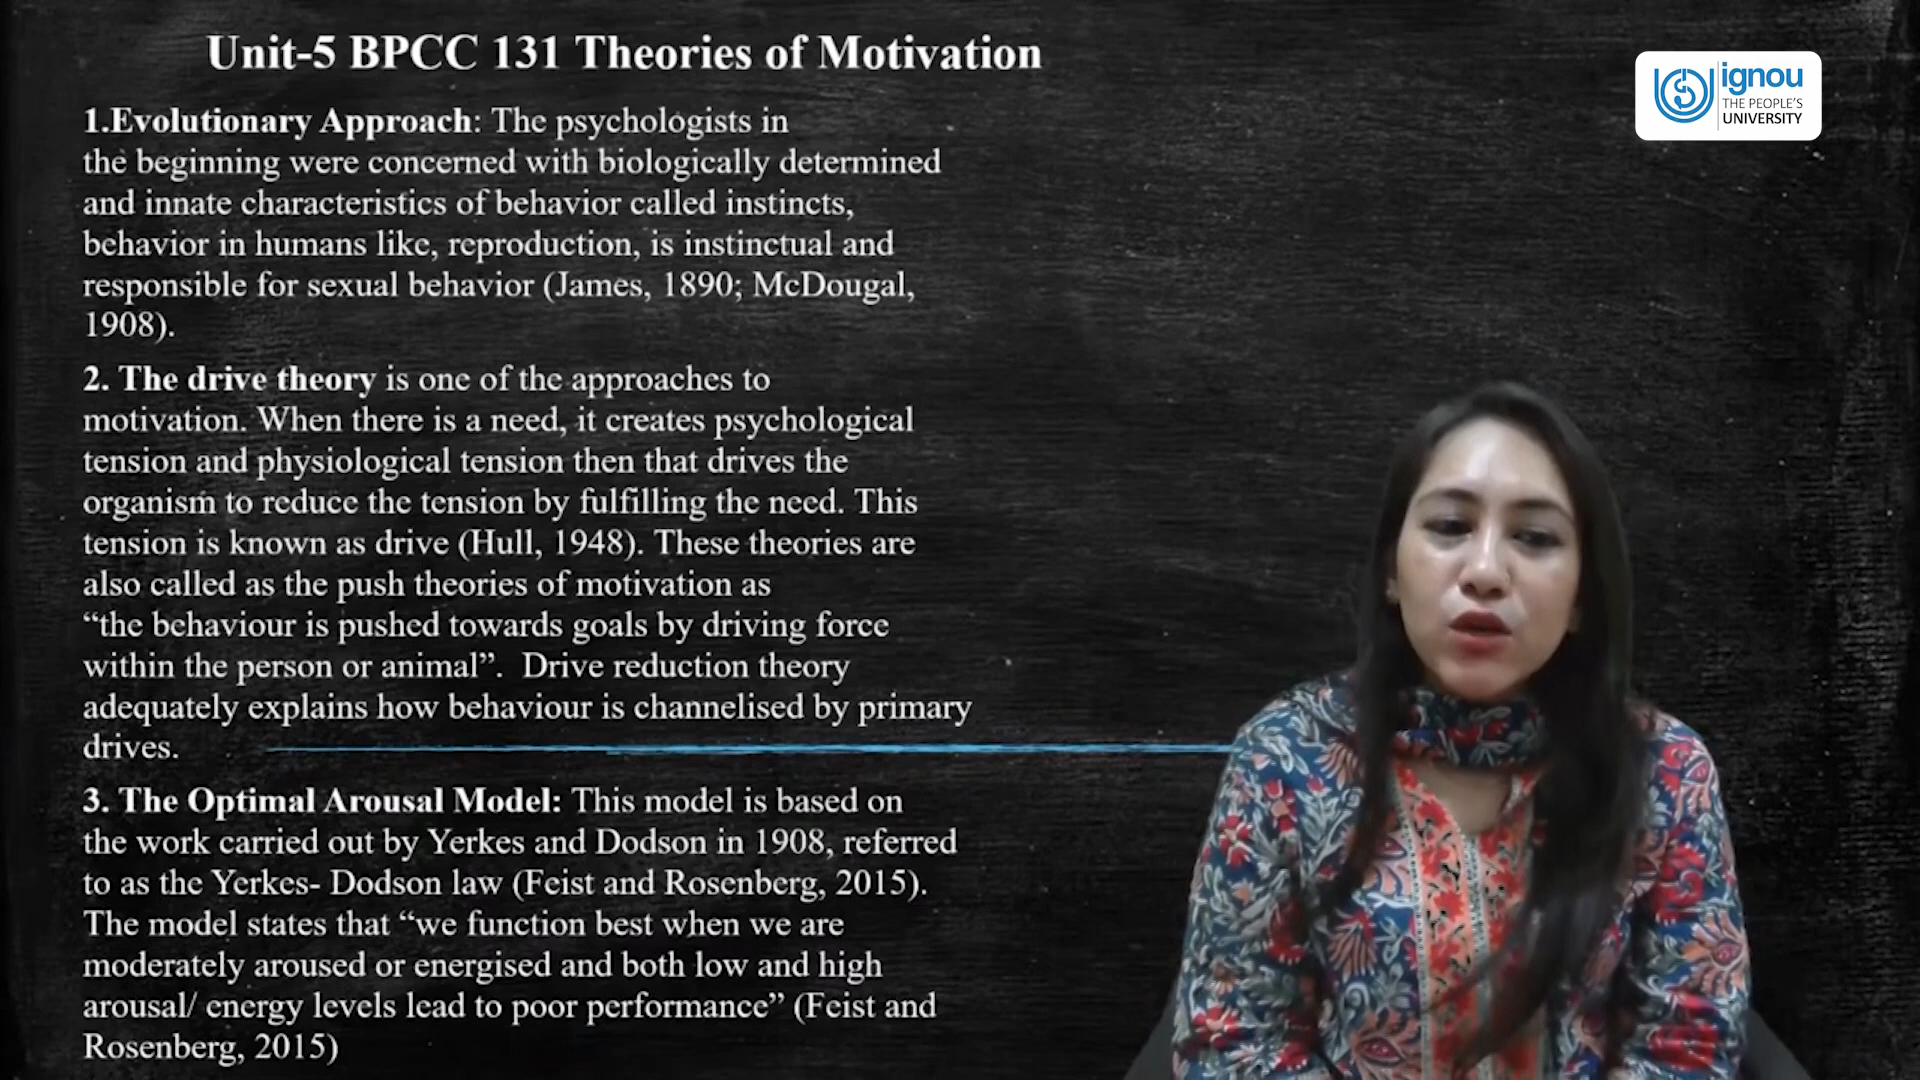 Unit-5 BPCC 131 Theories of Motivation
ignou
THE PEOPLE'S
UNIVERSITY
1.Evolutionary Approach: The psychologists in
the beginning were concerned with biologically determined
and innate characteristics of behavior called instincts,
behavior in humans like, reproduction, is instinctual and
responsible for sexual behavior (James, 1890; McDougal,
1908).
2. The drive theory is one of the approaches to
motivation. When there is a need, it creates psychological
tension and physiological tension then that drives the
organism to reduce the tension by fulfilling the need. This
tension is known as drive (Hull, 1948). These theories are
also called as the push theories of motivation as
“the behaviour is pushed towards goals by driving force
within the person or animal”.  Drive reduction theory
adequately explains how behaviour is channelised by primary
drives.
3. The Optimal Arousal Model: This model is based on
the work carried out by Yerkes and Dodson in 1908, referred
to as the Yerkes- Dodson law (Feist and Rosenberg, 2015).
The model states that “we function best when we are
moderately aroused or energised and both low and high
arousal/ energy levels lead to poor performance” (Feist and
Rosenberg, 2015)